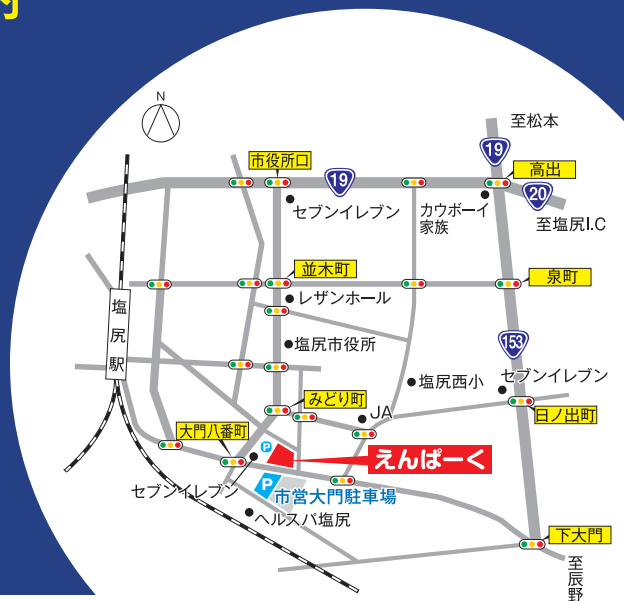 内
N
至松本
19
市役所口
19
高出
20
セブンイレブン
カウボーイ
家族
至塩尻I.C
並木町
泉町
レザンホール
塩尻駅
塩尻市役所
153
塩尻西小
セブンイレブン
みどり町
JA
日ノ出町
大門八番町
P
えんぱーく
セブンイレブン
P
市営大門駐車場
ヘルスパ塩尻
下大門
至辰野